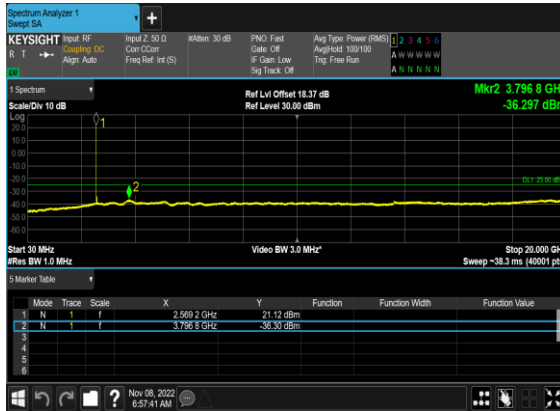 Spectrum Analyzer 1
Swept SA
+
KEYSIGHT
R T
Input: RF
Coupling: DC
Align: Auto
Input Z: 50 Ω
Corr CCorr
Freq Ref: Int (S)
#Atten: 30 dB
PNO: Fast
Gate: Off
IF Gain: Low
Sig Track: Off
Avg Type: Power (RMS)
Avg|Hold: 100/100
Trig: Free Run
1 2 3 4 5 6
A W W W W W
A N N N N N
1 Spectrum
Scale/Div 10 dB
Log
Ref Lvl Offset 18.37 dB
Ref Level 30.00 dBm
Mkr2 3.796 8 GHz
-36.297 dBm
20.0
10.0
0.00
-10.0
-20.0
-30.0
-40.0
-50.0
-60.0
1
2
DL1 -25.00 dB
Start 30 MHz
#Res BW 1.0 MHz
Video BW 3.0 MHz*
Stop 20.000 GH
Sweep ~38.3 ms (40001 pts
5 Marker Table
Mode Trace Scale X Y Function Function Width Function Value
1 N 1 f 2.569 2 GHz 21.12 dBm
2 N 1 f 3.796 8 GHz -36.30 dBm
3
4
5
6
?
Nov 08, 2022
6:57:41 AM